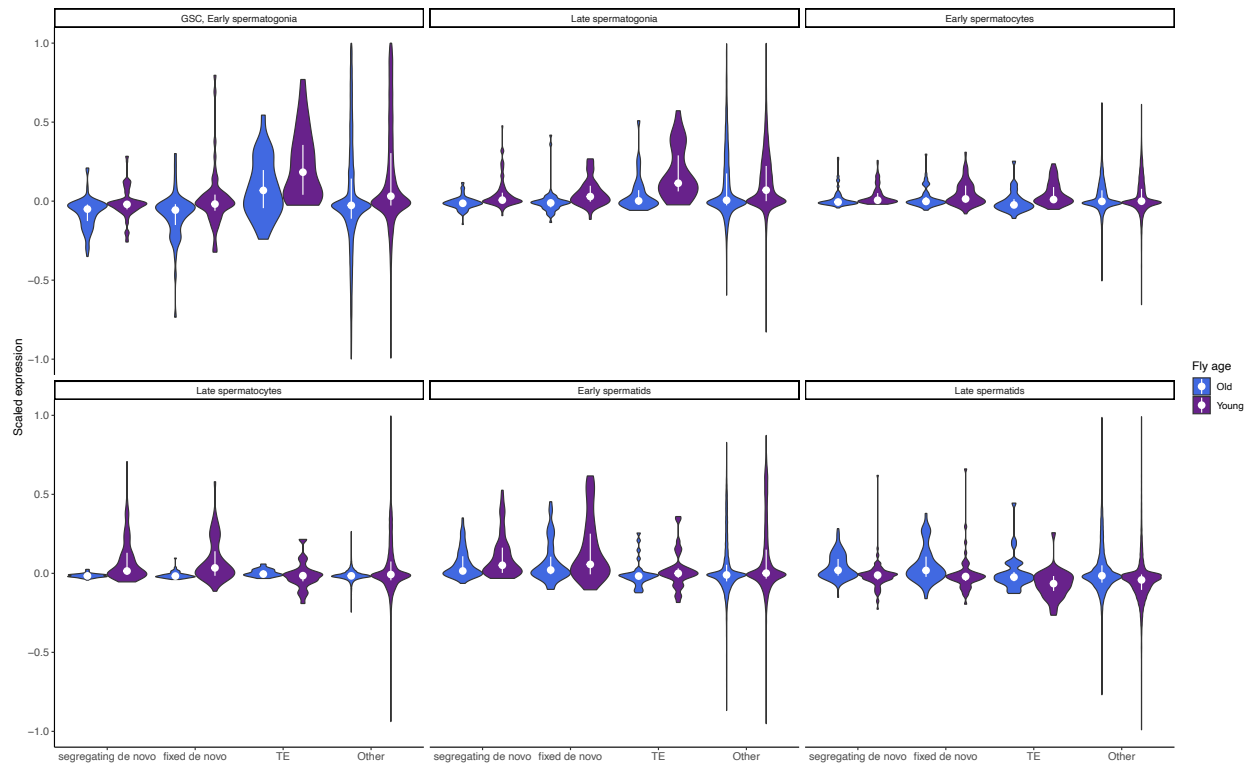 GSC, Early spermatogonia
Late spermatogonia
Early spermatocytes
1.0
0.5
0.0
−0.5
−1.0
Late spermatocytes
Early spermatids
Late spermatids
1.0
0.5
0.0
−0.5
−1.0
Scaled expression
segregating de novo fixed de novo TE Other
segregating de novo fixed de novo TE Other
segregating de novo fixed de novo TE Other
Fly age
Old
Young